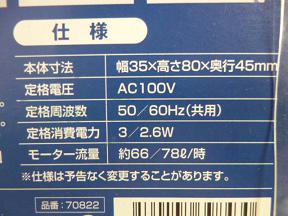 仕様
本体寸法 幅35×高さ80×奥行45mm
定格電圧 AC100V
定格周波数 50/60Hz(共用)
定格消費電力 3/2.6W
モーター流量 約66/78ℓ/時
※仕様は予告なく変更することがあります。
品番:70822